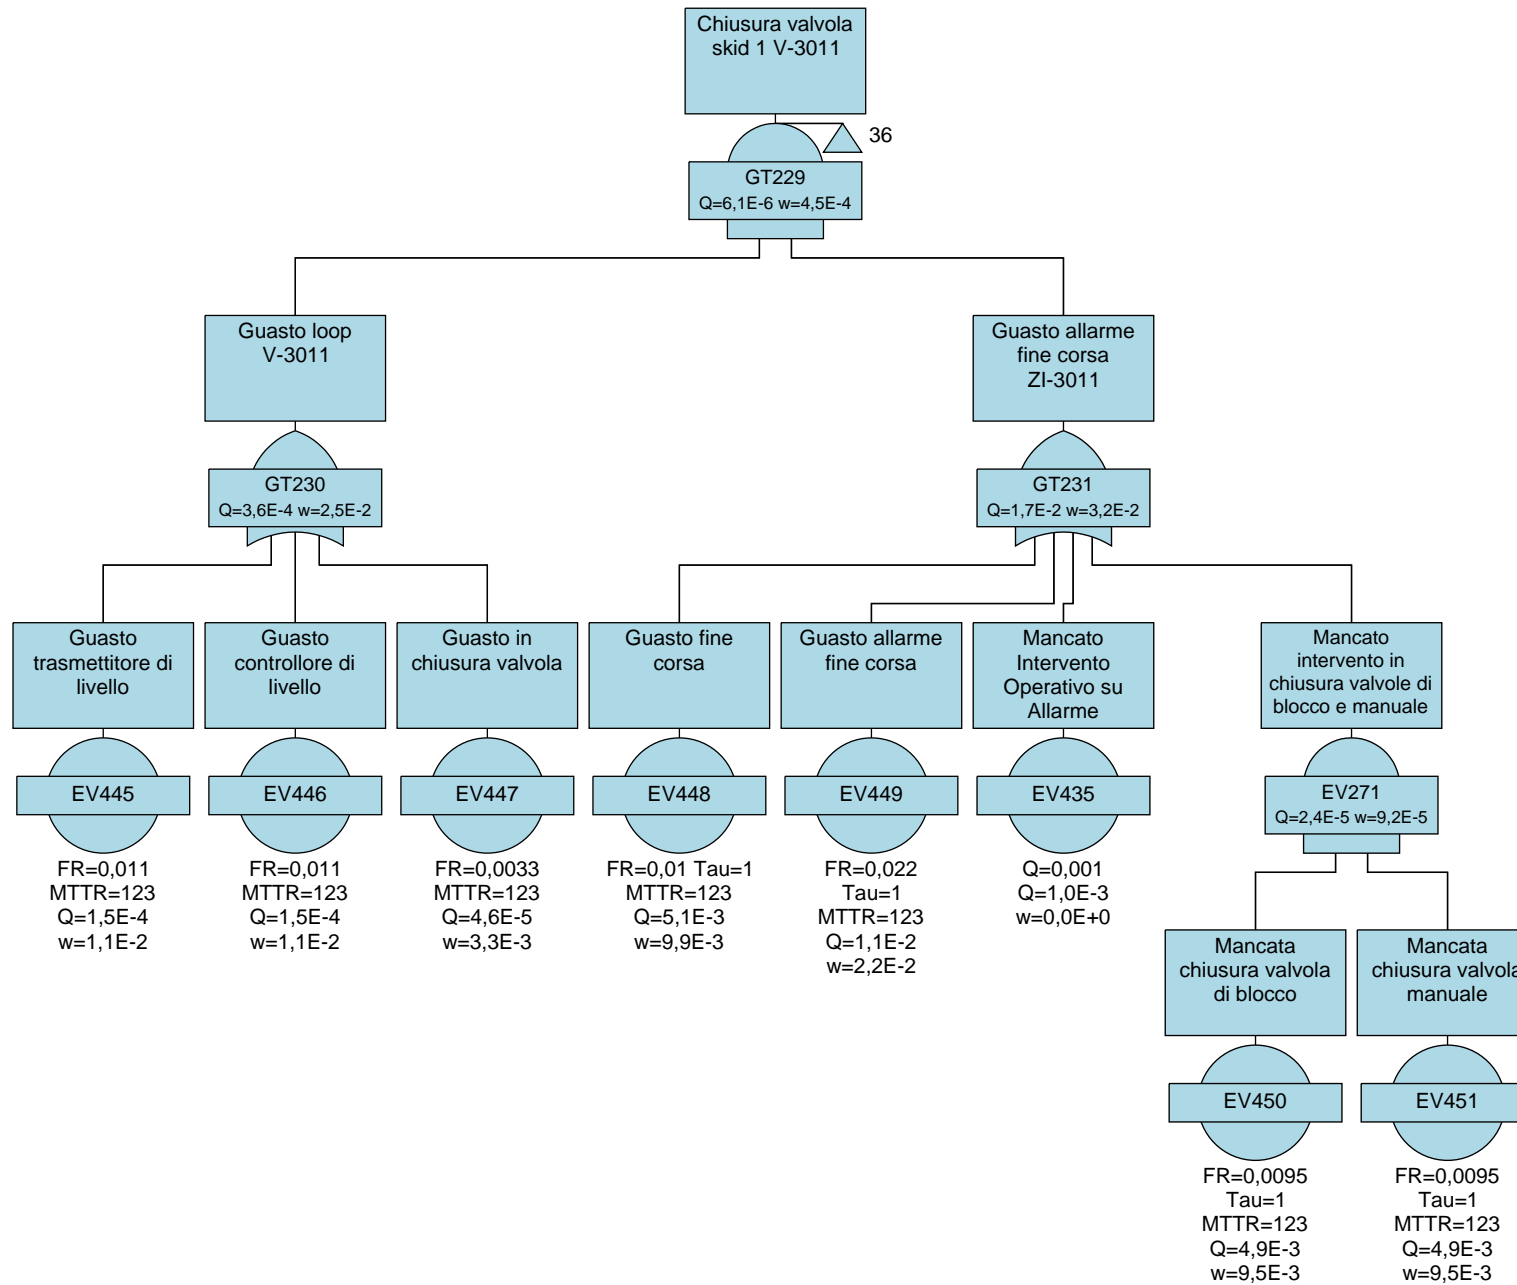 Chiusura valvola
skid 1 V-3011
36
GT229
Q=6,1E-6 w=4,5E-4
Guasto loop
V-3011
GT230
Q=3,6E-4 w=2,5E-2
Guasto allarme
fine corsa
ZI-3011
GT231
Q=1,7E-2 w=3,2E-2
Guasto
trasmettitore di
livello
EV445
FR=0,011
MTTR=123
Q=1,5E-4
w=1,1E-2
Guasto
controllore di
livello
EV446
FR=0,011
MTTR=123
Q=1,5E-4
w=1,1E-2
Guasto in
chiusura valvola
EV447
FR=0,0033
MTTR=123
Q=4,6E-5
w=3,3E-3
Guasto fine
corsa
EV448
FR=0,01 Tau=1
MTTR=123
Q=5,1E-3
w=9,9E-3
Guasto allarme
fine corsa
EV449
FR=0,022
Tau=1
MTTR=123
Q=1,1E-2
w=2,2E-2
Mancato
Intervento
Operativo su
Allarme
EV435
Q=0,001
Q=1,0E-3
w=0,0E+0
Mancato
intervento in
chiusura valvole di
blocco e manuale
EV271
Q=2,4E-5 w=9,2E-5
Mancata
chiusura valvola
di blocco
EV450
FR=0,0095
Tau=1
MTTR=123
Q=4,9E-3
w=9,5E-3
Mancata
chiusura valvola
manuale
EV451
FR=0,0095
Tau=1
MTTR=123
Q=4,9E-3
w=9,5E-3